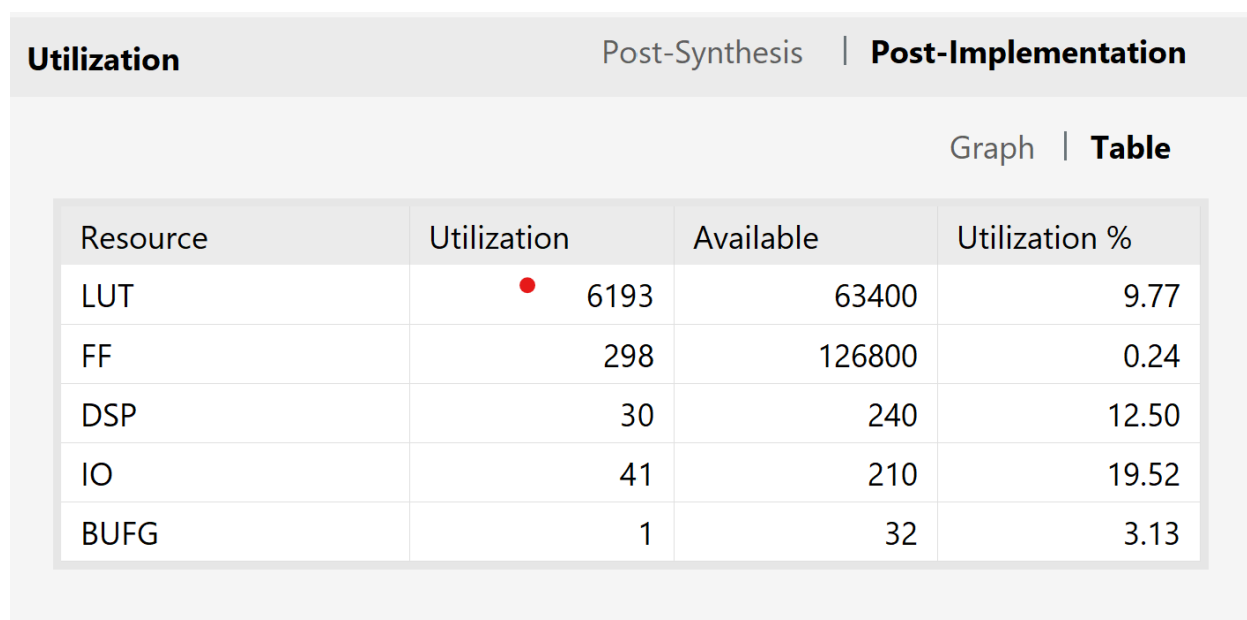 Utilization Post-Synthesis | Post-Implementation
Graph | Table
Resource Utilization Available Utilization %
LUT 6193 63400 9.77
FF 298 126800 0.24
DSP 30 240 12.50
IO 41 210 19.52
BUFG 1 32 3.13